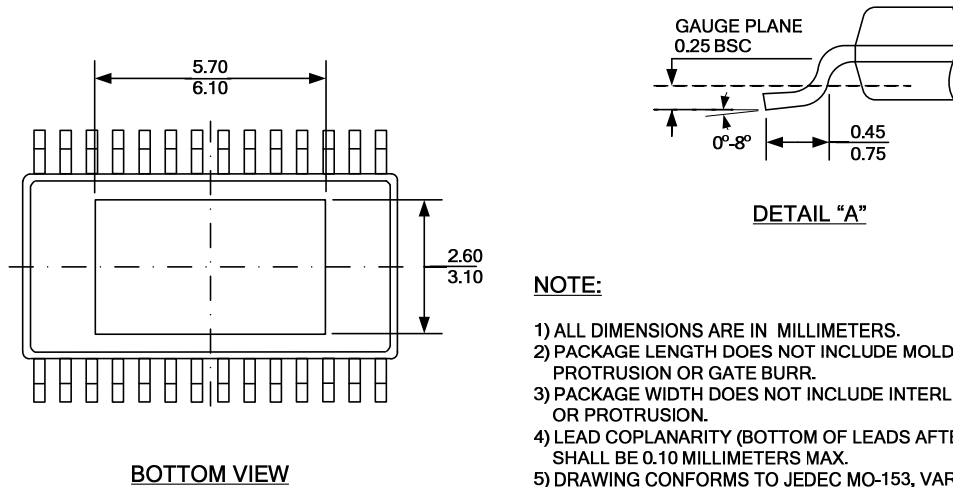 5.70
6.10
2.60
3.10
BOTTOM VIEW
GAUGE PLANE
0.25 BSC
0°-8°
0.45
0.75
DETAIL “A”
NOTE:
1) ALL DIMENSIONS ARE IN MILLIMETERS.
2) PACKAGE LENGTH DOES NOT INCLUDE MOLD
PROTRUSION OR GATE BURR.
3) PACKAGE WIDTH DOES NOT INCLUDE
OR PROTRUSION.
4) LEAD COPLANARITY (BOTTOM OF LEADS
SHALL BE 0.10 MILLIMETERS MAX.
5) DRAWING CONFORMS TO JEDEC MO-153,